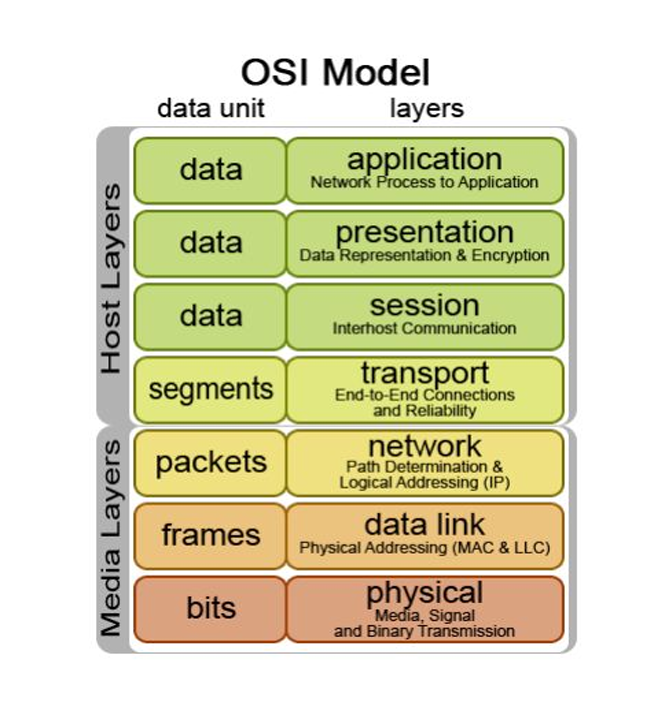 OSI Model
data unit layers
Host Layers
data
application
Network Process to Application
data
presentation
Data Representation & Encryption
data
session
Interhost Communication
segments
transport
End-to-End Connections
and Reliability
Media Layers
packets
network
Path Determination &
Logical Addressing (IP)
frames
data link
Physical Addressing (MAC & LLC)
bits
physical
Media, Signal
and Binary Transmission